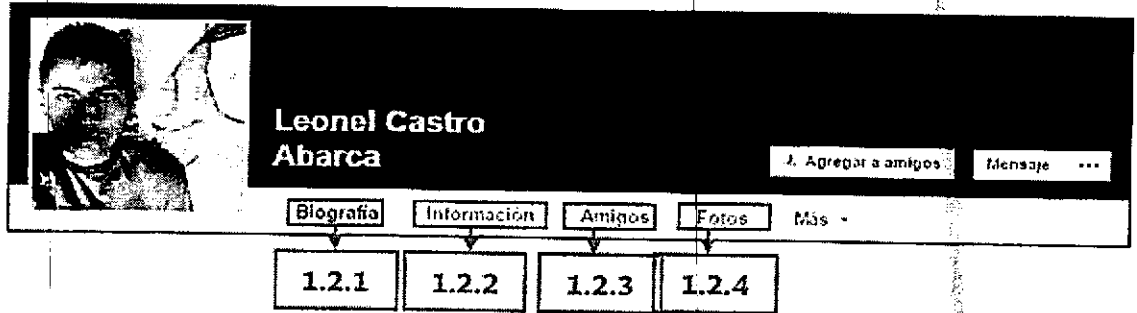 Leonel Castro
Abarca
Agregar a amigos Mensaje ...
Biografía Información Amigos Fotos Más
1.2.1 1.2.2 1.2.3 1.2.4